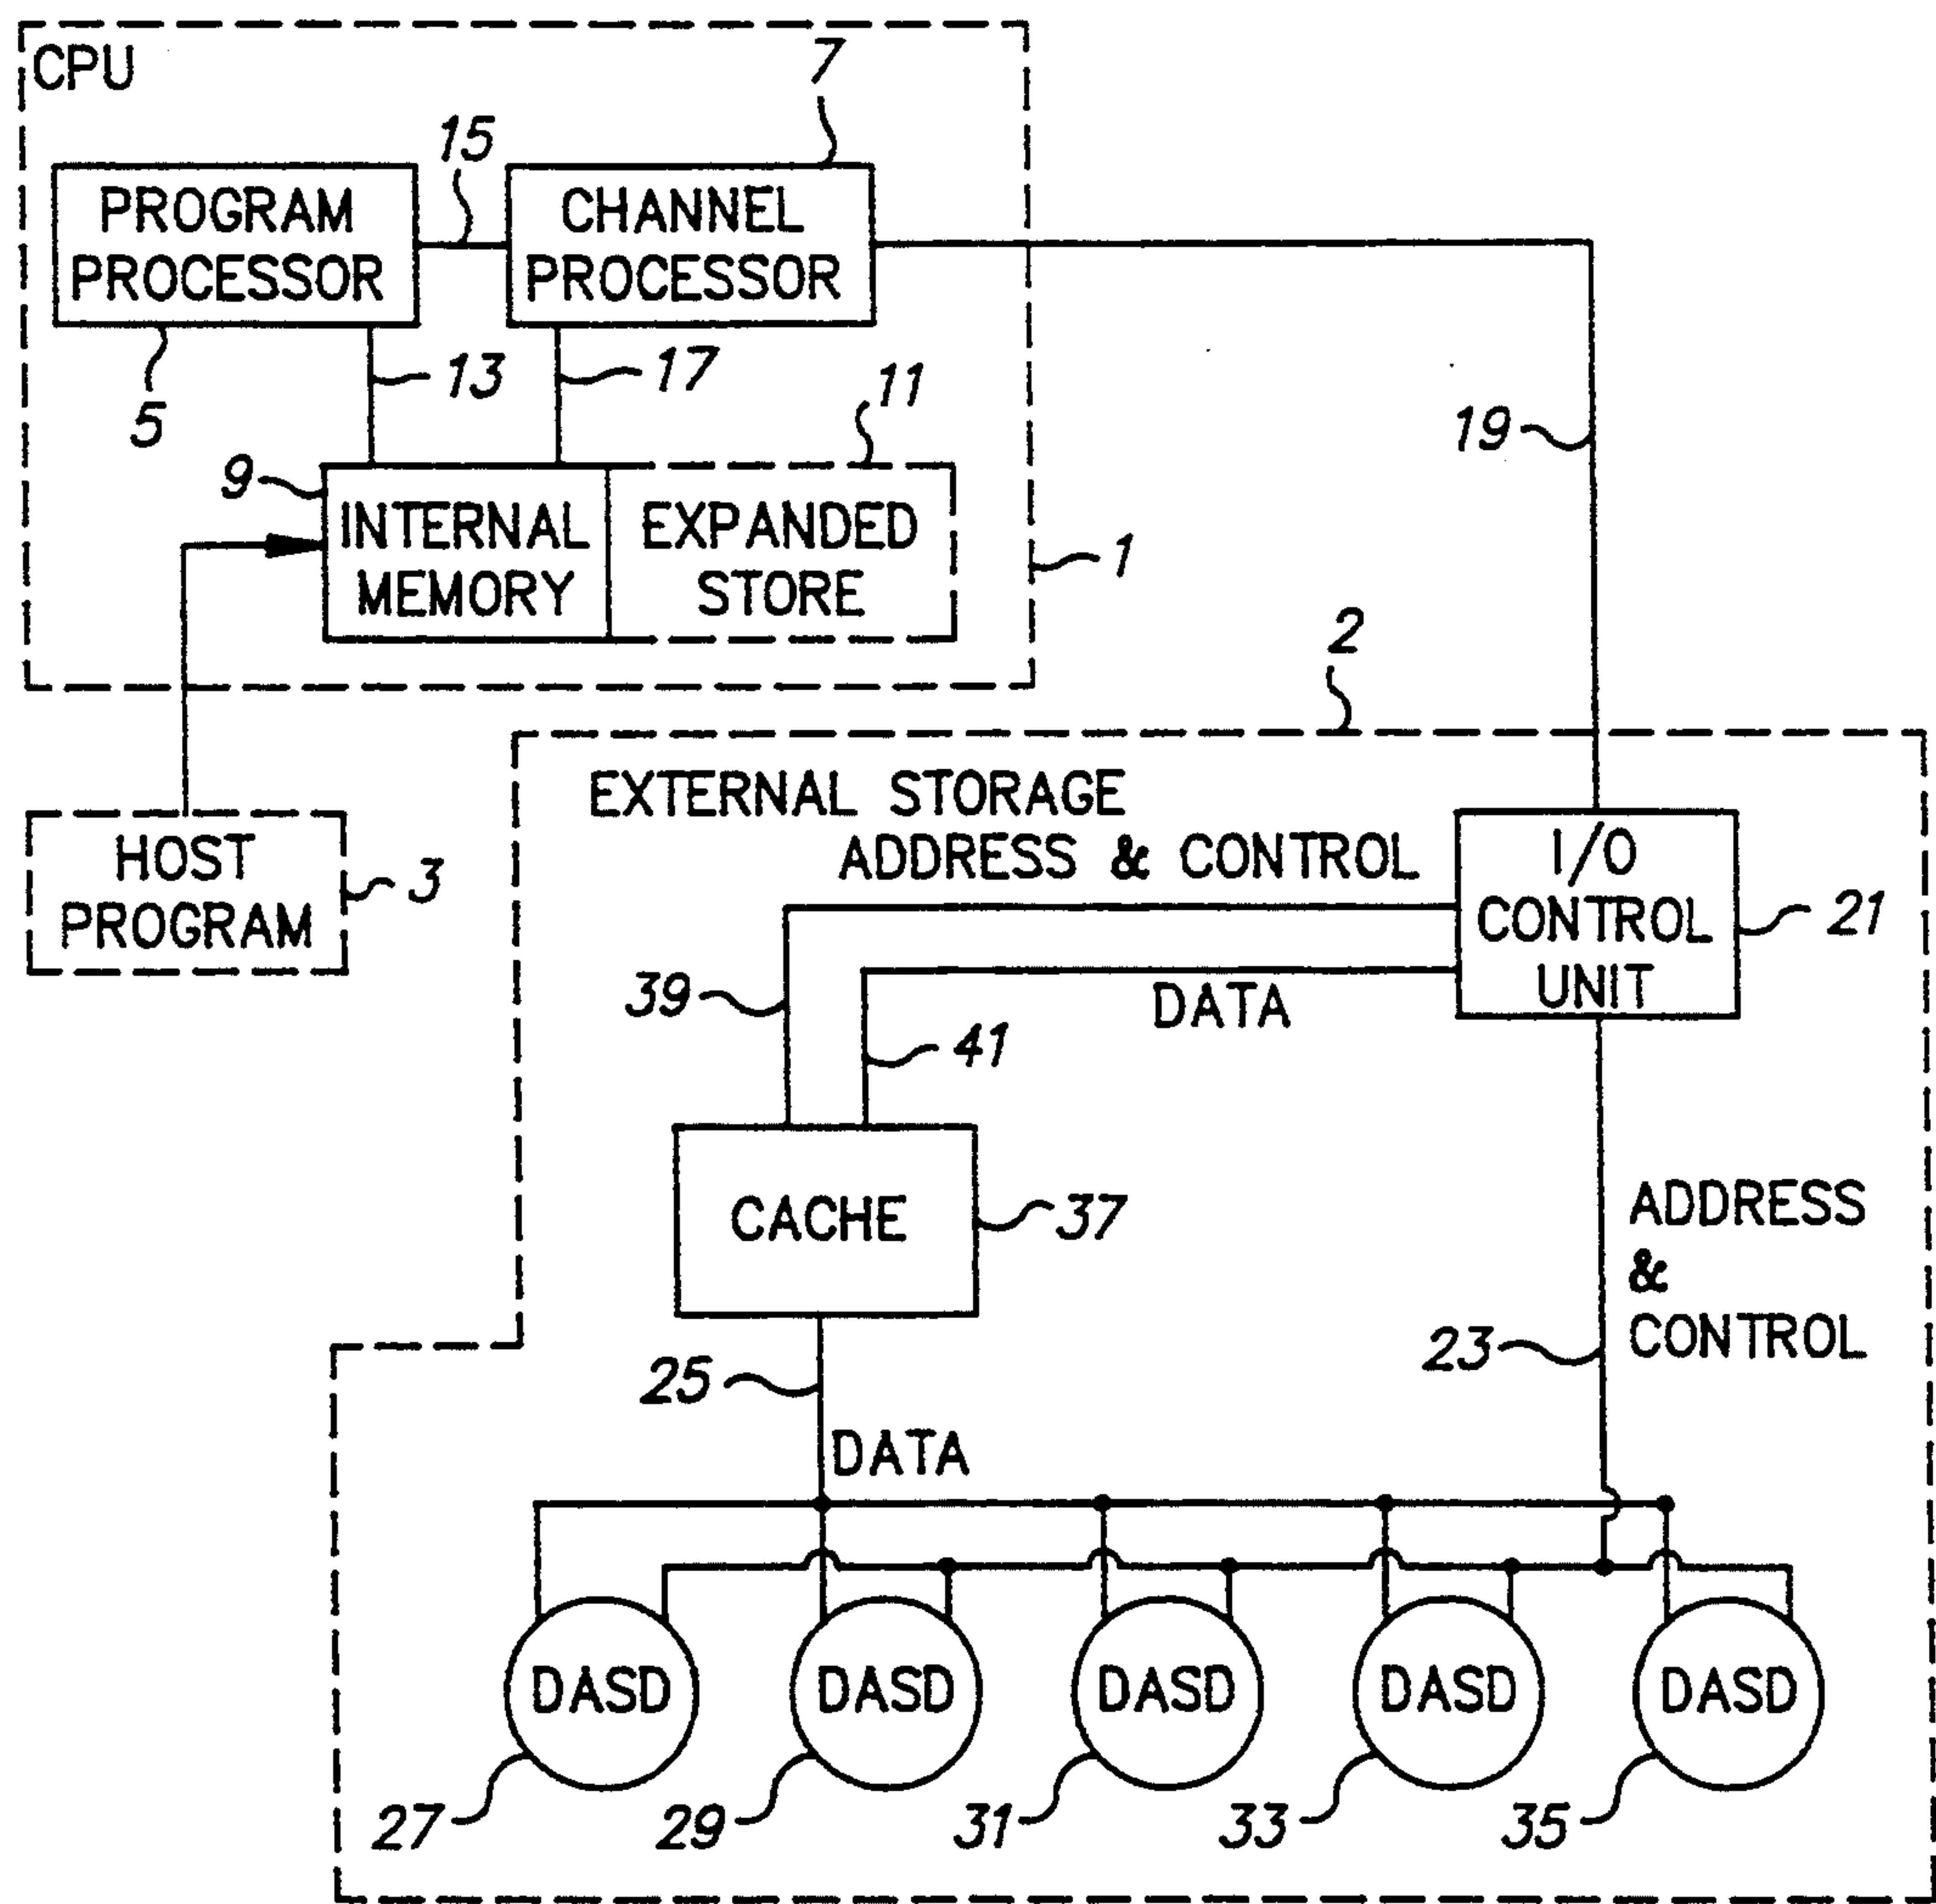 CPU
7
15
PROGRAM
PROCESSOR
CHANNEL
PROCESSOR
5
13
17
11
9
INTERNAL
MEMORY
EXPANDED
STORE
1
19
2
HOST
PROGRAM
3
EXTERNAL STORAGE
ADDRESS & CONTROL
I/O
CONTROL
UNIT
21
39
DATA
41
CACHE
37
ADDRESS
&
CONTROL
23
25
DATA
DASD
DASD
DASD
DASD
DASD
27
29
31
33
35